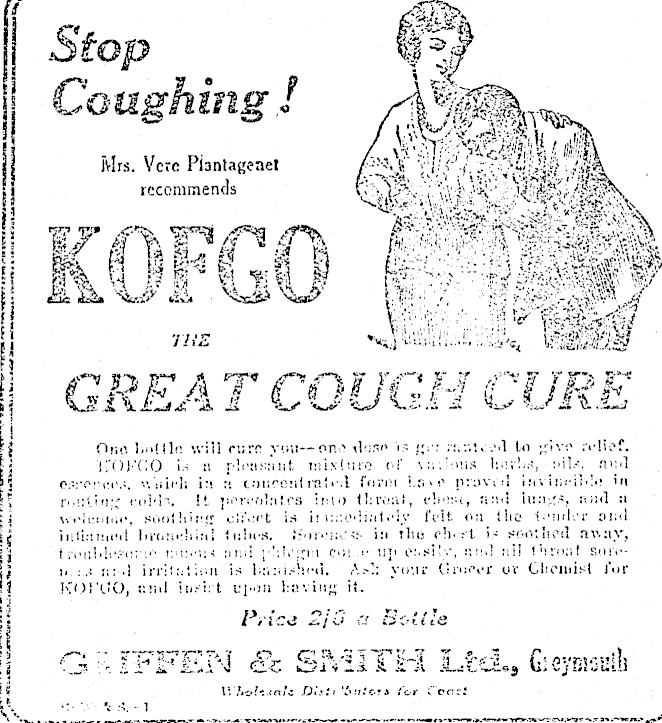 Stop
Coughing!
Mrs. Vere Plantagenet
recommends
KOFGO
THE
GREAT COUGH CURE
One bottle will cure you—one dose is guaranteed to give relief.
KOFGO is a pleasant mixture of various herbs, oils, and
essences, which in a concentrated form have proved invincible in
routing colds. It percolates into throat, chest, and lungs, and a
welcome, soothing effect is immediately felt on the tender and
inflamed bronchial tubes. Soreness in the chest is soothed away,
troublesome mucus and phlegm come up easily, and all throat sore-
ness and irritation is banished. Ask your Grocer or Chemist for
KOFGO, and insist upon having it.
Price 2/6 a Bottle
GRIFFEN & SMITH Ltd., Greymouth
Wholesale Distributors for Coast